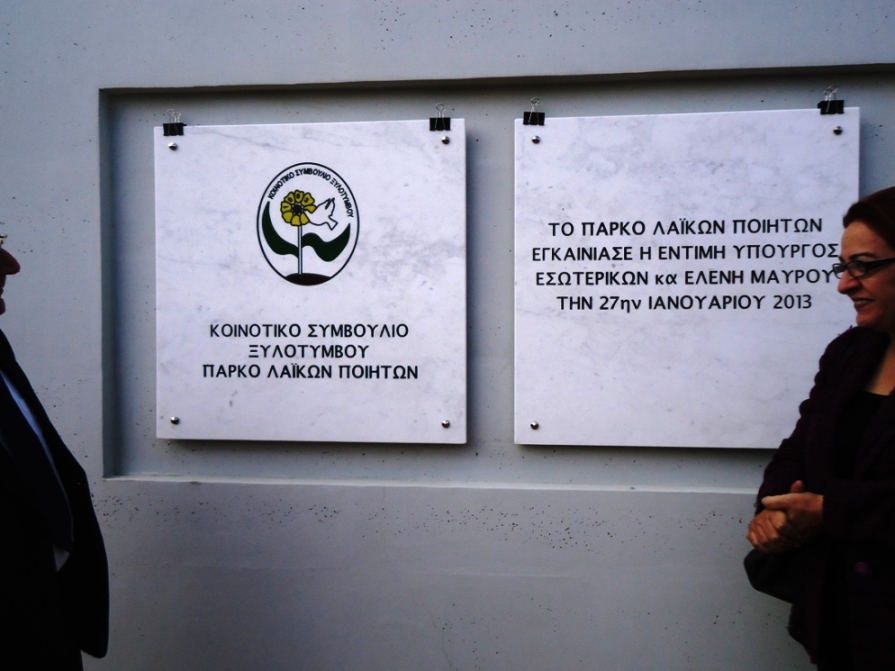 ΚΟΙΝΟΤΙΚΟ ΣΥΜΒΟΥΛΙΟ ΞΥΛΟΤΥΜΒΟΥ
ΚΟΙΝΟΤΙΚΟ ΣΥΜΒΟΥΛΙΟ
ΞΥΛΟΤΥΜΒΟΥ
ΠΑΡΚΟ ΛΑΪΚΩΝ ΠΟΙΗΤΩΝ
ΤΟ ΠΑΡΚΟ ΛΑΪΚΩΝ ΠΟΙΗΤΩΝ
ΕΓΚΑΙΝΙΑΣΕ Η ΕΝΤΙΜΗ ΥΠΟΥΡΓΟΣ
ΕΣΩΤΕΡΙΚΩΝ κα ΕΛΕΝΗ ΜΑΥΡΟΥ
ΤΗΝ 27ην ΙΑΝΟΥΑΡΙΟΥ 2013